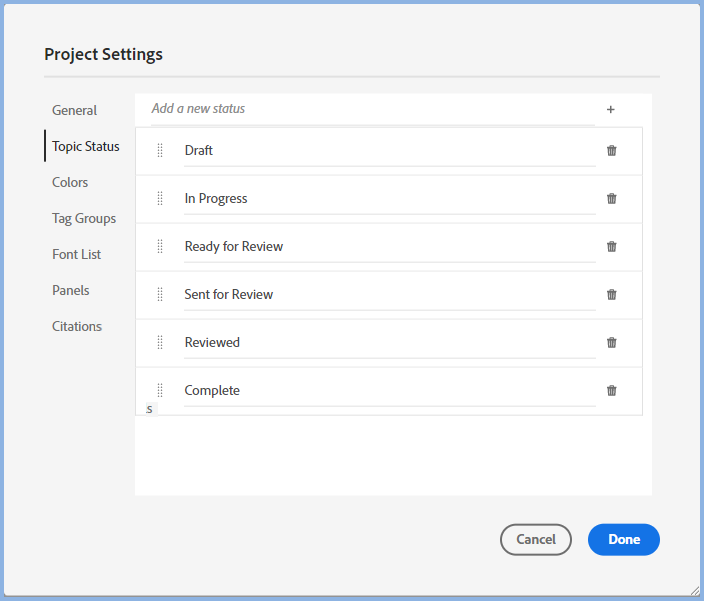 Project Settings
General
Topic Status
Colors
Tag Groups
Font List
Panels
Citations
Add a new status
+
Draft
In Progress
Ready for Review
Sent for Review
Reviewed
Complete
s
Cancel
Done